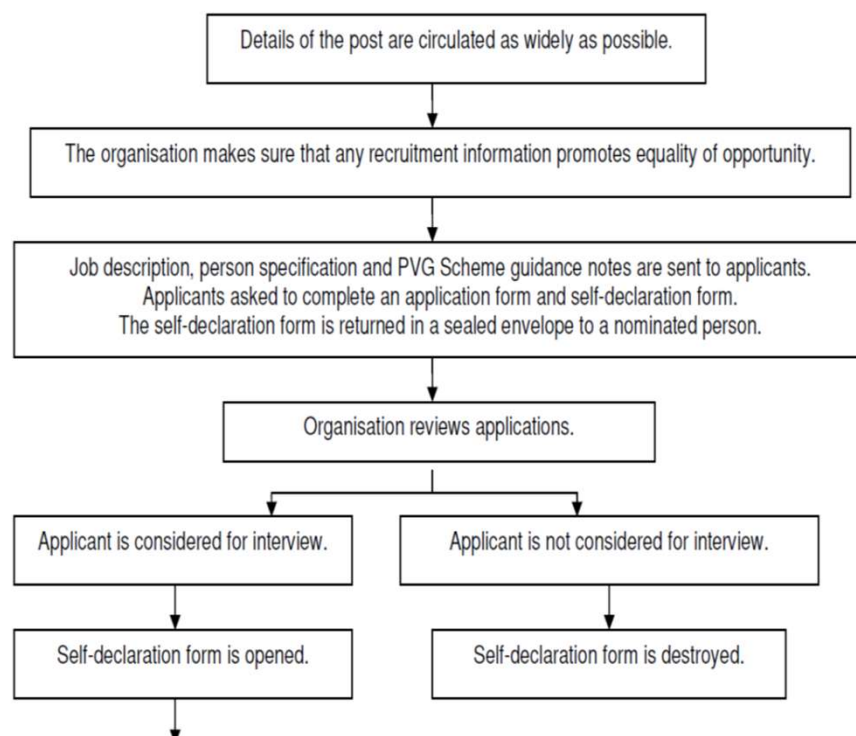 Details of the post are circulated as widely as possible.
The organisation makes sure that any recruitment information promotes equality of opportunity.
Job description, person specification and PVG Scheme guidance notes are sent to applicants.
Applicants asked to complete an application form and self-declaration form.
The self-declaration form is returned in a sealed envelope to a nominated person.
Organisation reviews applications.
Applicant is considered for interview.
Applicant is not considered for interview.
Self-declaration form is opened.
Self-declaration form is destroyed.